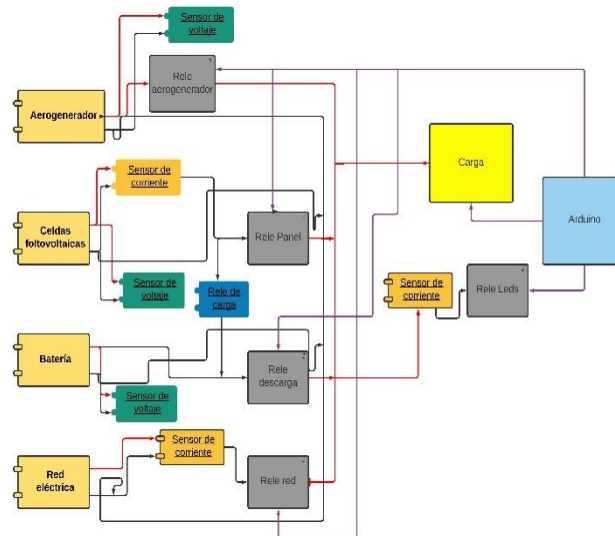 Sensor de
voltaje
Rele
aerogenerador
Aerogenerador
Sensor de
corriente
Carga
Celdas
fotovoltaicas
Rele Panel
Arduino
Sensor de
voltaje
Rele de
carga
Sensor de
corriente
Rele Leds
Batería
Rele
descarga
Sensor de
voltaje
Sensor de
corriente
Red
eléctrica
Rele red